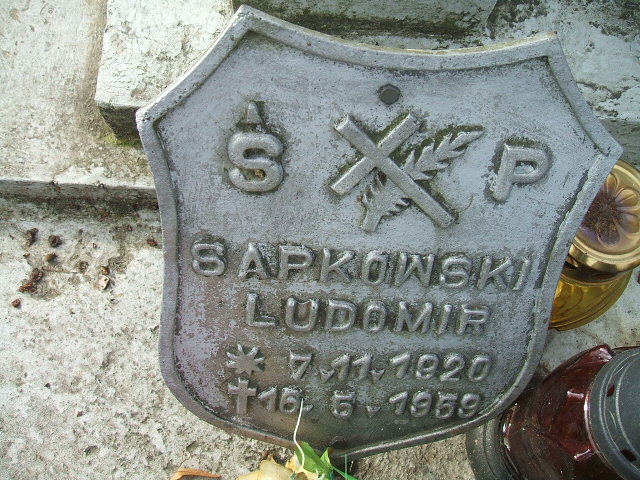 Ś P
SAPKOWSKI
LUDOMIR
* 7.11.1920
†16.5.1959